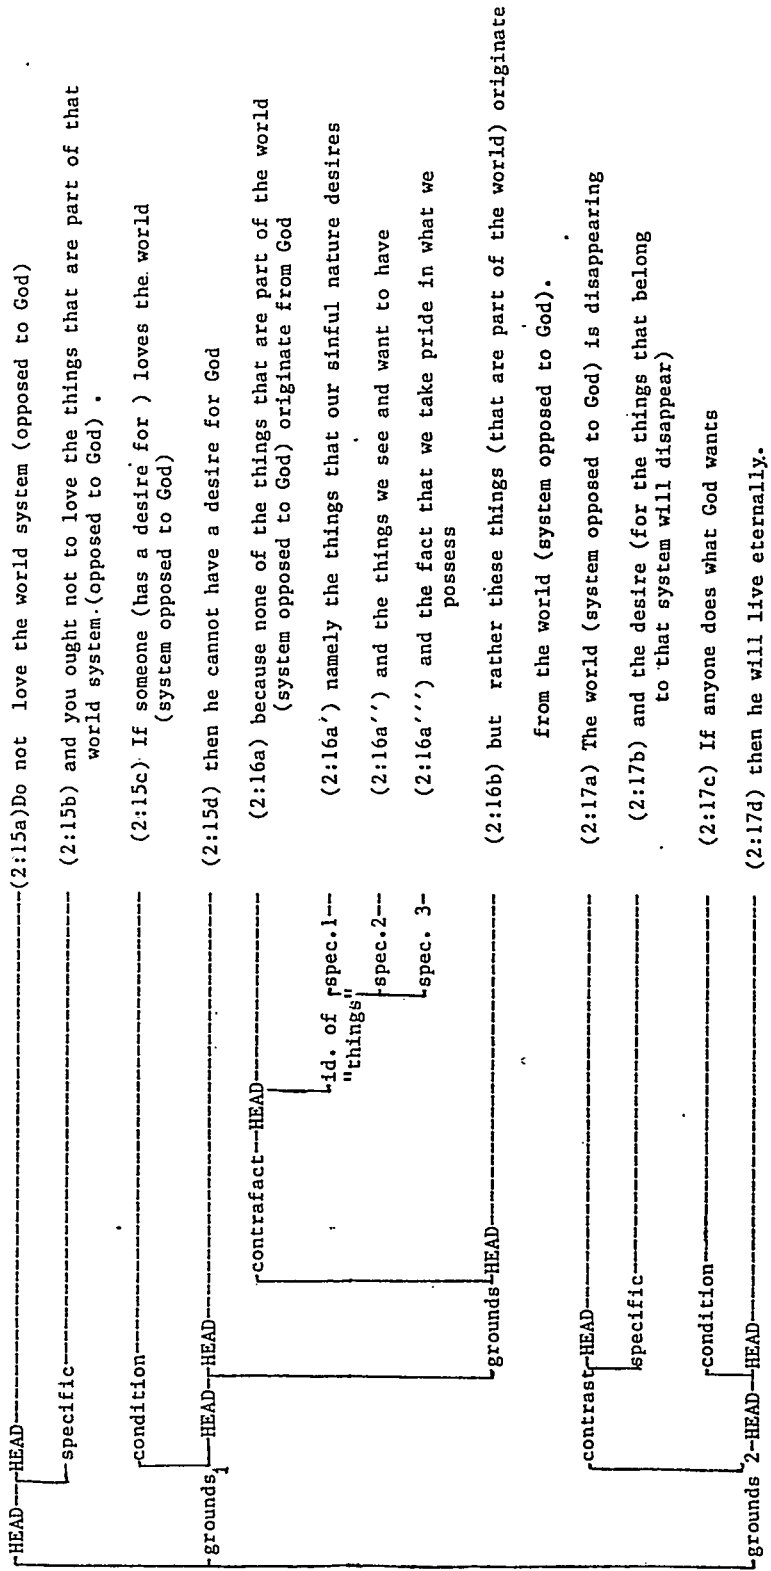 HEAD HEAD (2:15a)Do not love the world system (opposed to God)
specific (2:15b) and you ought not to love the things that are part of that
world system.(opposed to God) .
condition (2:15c) If someone (has a desire for ) loves the world
(system opposed to God)
grounds1 HEAD HEAD (2:15d) then he cannot have a desire for God
contrafact--HEAD (2:16a) because none of the things that are part of the world
(system opposed to God) originate from God
id. of spec.1-- (2:16a') namely the things that our sinful nature desires
"things"
spec.2-- (2:16a'') and the things we see and want to have
spec. 3- (2:16a''') and the fact that we take pride in what we
possess
grounds-HEAD (2:16b) but rather these things (that are part of the world) originate
from the world (system opposed to God).
contrast-HEAD (2:17a) The world (system opposed to God) is disappearing
specific (2:17b) and the desire (for the things that belong
to that system will disappear)
condition (2:17c) If anyone does what God wants
grounds 2-HEAD--HEAD (2:17d) then he will live eternally.